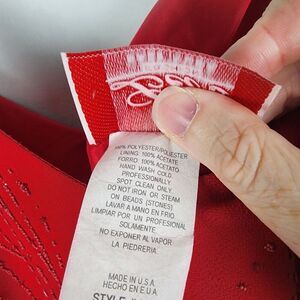 100% POLYESTER/POLIESTER
LINING: 100% ACETATE
FORRO: 100% ACETATO
HAND WASH COLD.
PROFESSIONALLY
SPOT CLEAN ONLY.
DO NOT IRON OR STEAM
ON BEADS (STONES)
LAVAR A MANO EN FRIO.
LIMPIAR POR UN PROFESIONAL
SOLAMENTE.
NO EXPONER AL VAPOR
LA PIEDRERIA.
MADE IN U.S.A.
HECHO EN E.U.A.
STYLE